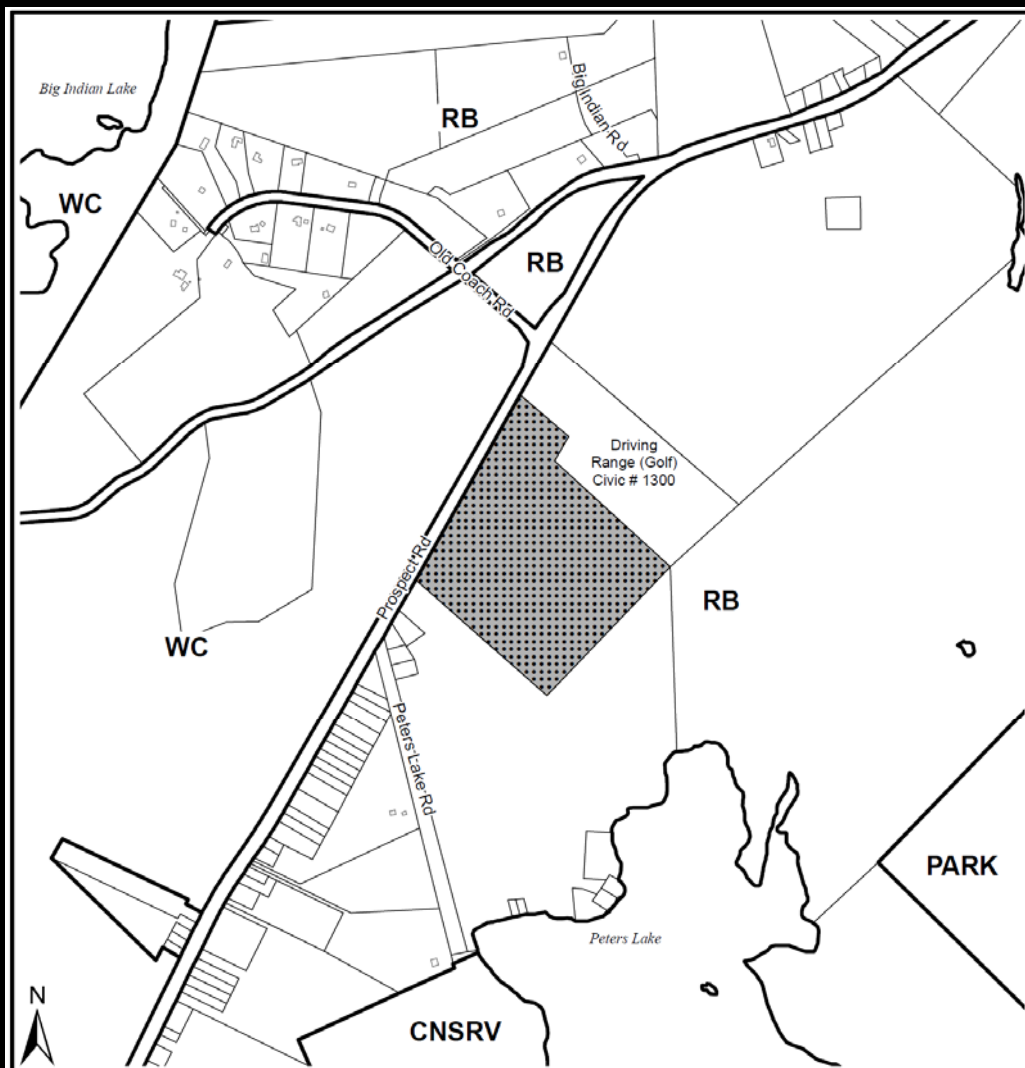 Big Indian Lake
RB
Big Indian Rd
WC
Old Coach Rd
RB
Driving
Range (Golf)
Civic # 1300
Prospect Rd
RB
WC
Peters Lake Rd
PARK
Peters Lake
N
CNSRV